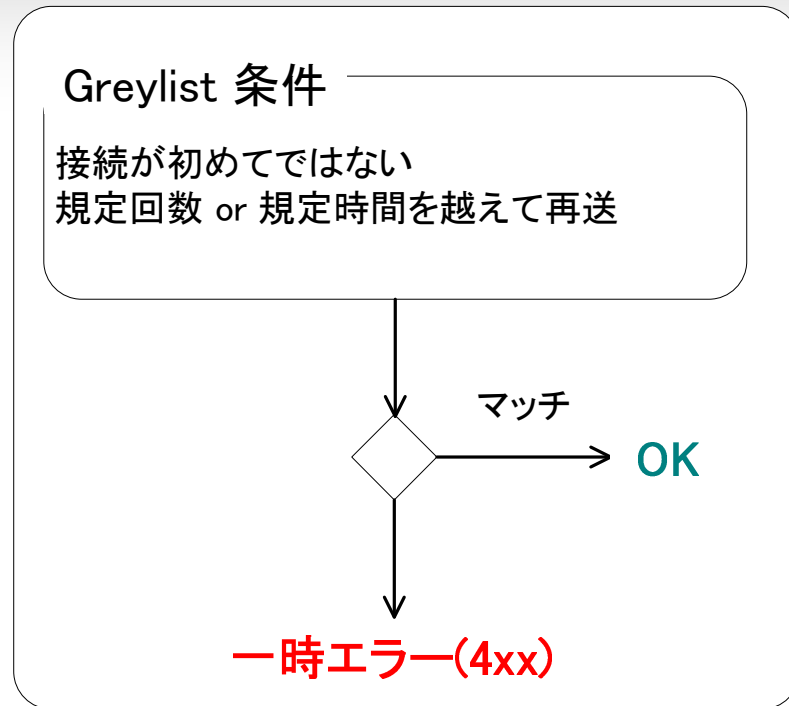 Greylist 条件
接続が初めてではない
規定回数 or 規定時間を越えて再送
マッチ
OK
一時エラー(4xx)